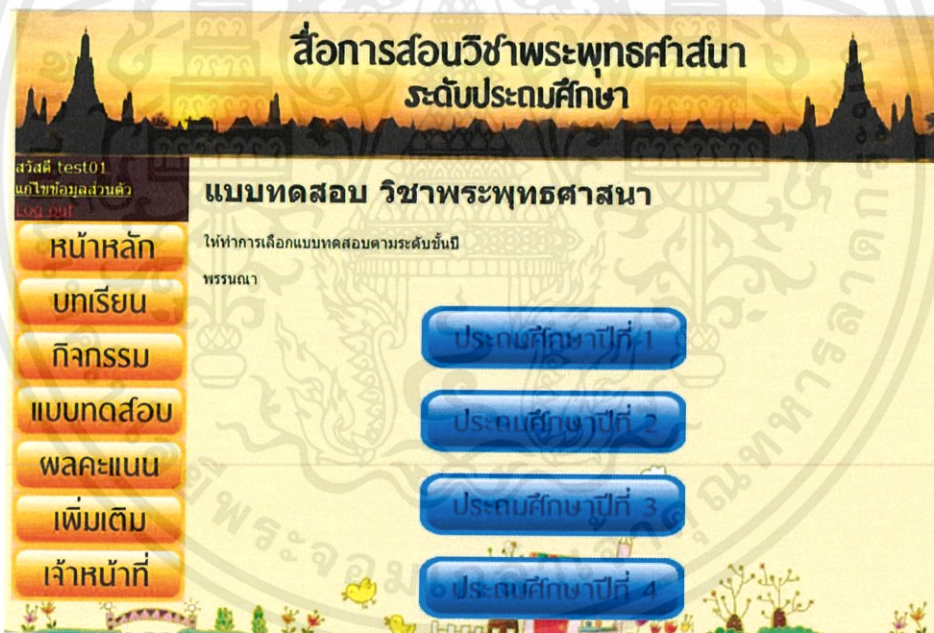 สื่อการสอนวิชาพระพุทธศาสนา
ระดับประถมศึกษา
สวัสดี test01
แก้ไขข้อมูลส่วนตัว
Log out
หน้าหลัก
บทเรียน
กิจกรรม
แบบทดสอบ
ผลคะแนน
เพิ่มเติม
เจ้าหน้าที่
แบบทดสอบ วิชาพระพุทธศาสนา
ให้ทำการเลือกแบบทดสอบตามระดับชั้นปี
พรรนณา
ประถมศึกษาปีที่ 1
ประถมศึกษาปีที่ 2
ประถมศึกษาปีที่ 3
ประถมศึกษาปีที่ 4